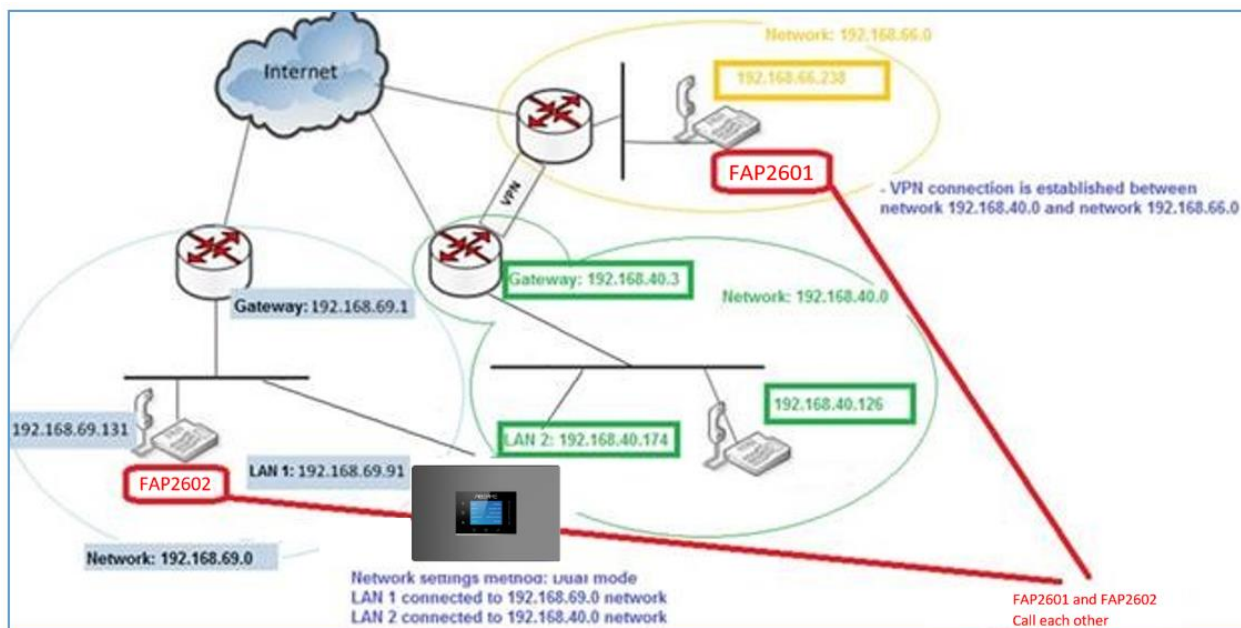 Internet
Network: 192.168.66.0
192.168.66.238
FAP2601
- VPN connection is established between
network 192.168.40.0 and network 192.168.66.0
VPN
Gateway: 192.168.40.3
Network: 192.168.40.0
Gateway: 192.168.69.1
192.168.40.126
192.168.69.131
LAN 2: 192.168.40.174
LAN 1: 192.168.69.91
FAP2602
Network: 192.168.69.0
Network settings method: Dual mode
LAN 1 connected to 192.168.69.0 network
LAN 2 connected to 192.168.40.0 network
FAP2601 and FAP2602
Call each other